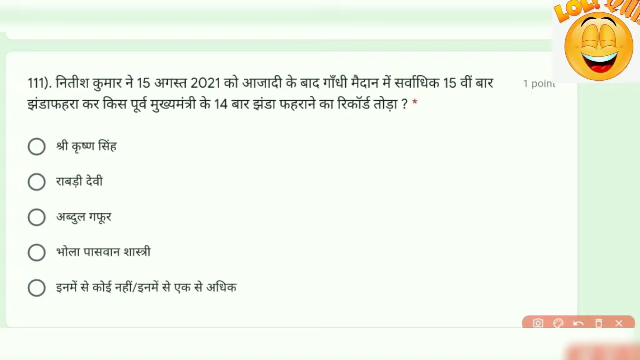 111). नितीश कुमार ने 15 अगस्त 2021 को आजादी के बाद गाँधी मैदान में सर्वाधिक 15 वीं बार
1 point
झंडाफहरा कर किस पूर्व मुख्यमंत्री के 14 बार झंडा फहराने का रिकॉर्ड तोड़ा ? *
श्री कृष्ण सिंह
राबड़ी देवी
अब्दुल गफूर
भोला पासवान शास्त्री
इनमें से कोई नहीं/इनमें से एक से अधिक